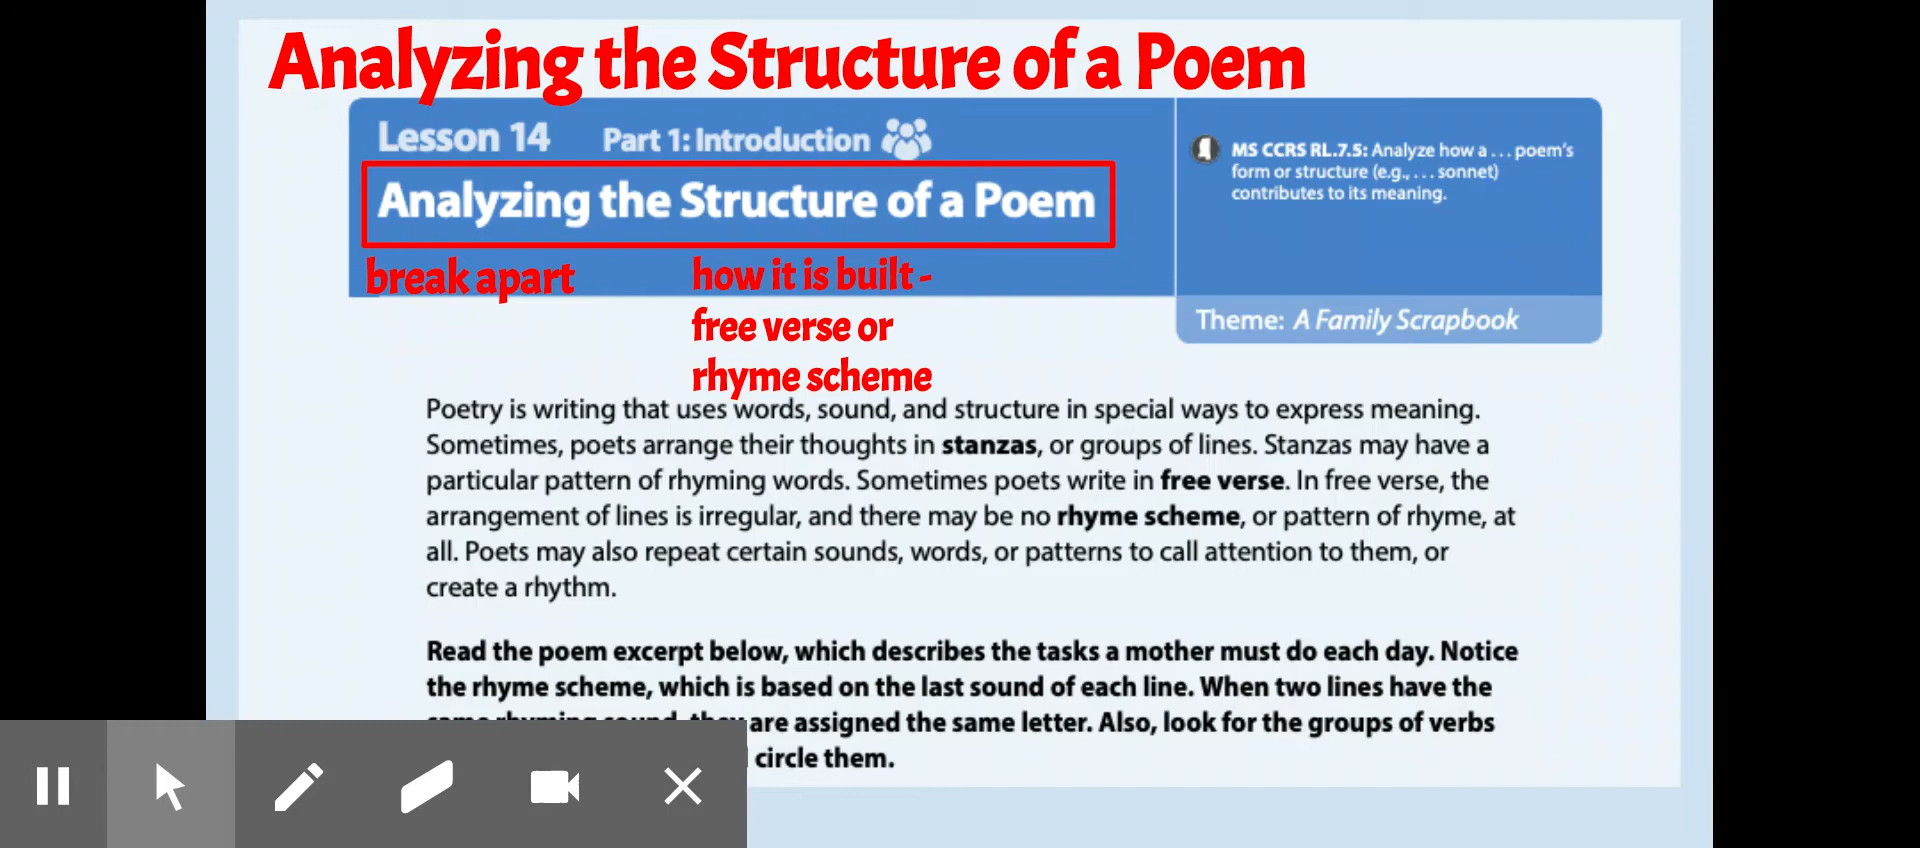 Analyzing the Structure of a Poem
Lesson 14 Part 1: Introduction
Analyzing the Structure of a Poem
MS CCRS RL.7.5: Analyze how a . . . poem's
form or structure (e.g., . . . sonnet)
contributes to its meaning.
break apart
how it is built -
free verse or
rhyme scheme
Theme: A Family Scrapbook
Poetry is writing that uses words, sound, and structure in special ways to express meaning.
Sometimes, poets arrange their thoughts in stanzas, or groups of lines. Stanzas may have a
particular pattern of rhyming words. Sometimes poets write in free verse. In free verse, the
arrangement of lines is irregular, and there may be no rhyme scheme, or pattern of rhyme, at
all. Poets may also repeat certain sounds, words, or patterns to call attention to them, or
create a rhythm.
Read the poem excerpt below, which describes the tasks a mother must do each day. Notice
the rhyme scheme, which is based on the last sound of each line. When two lines have the
same rhyming sound, they are assigned the same letter. Also, look for the groups of verbs
circle them.